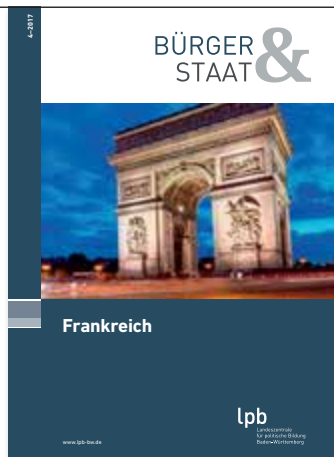 4–2017
BÜRGER &
STAAT
Frankreich
lpb
Landeszentrale
für politische Bildung
Baden-Württemberg
www.lpb-bw.de